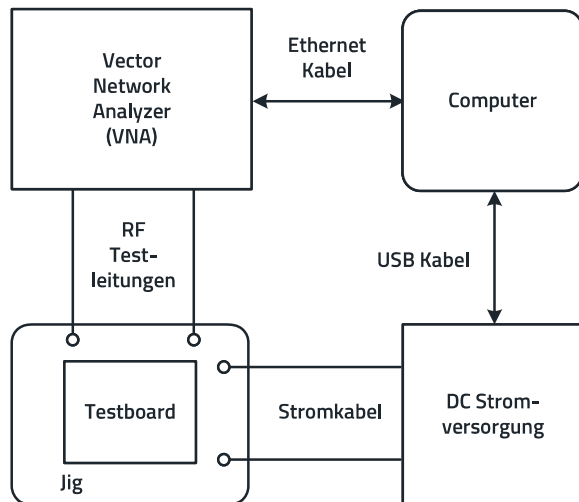 Vector
Network
Analyzer
(VNA)
Ethernet
Kabel
Computer
RF
Test-
leitungen
USB Kabel
Testboard
Jig
Stromkabel
DC Strom-
versorgung